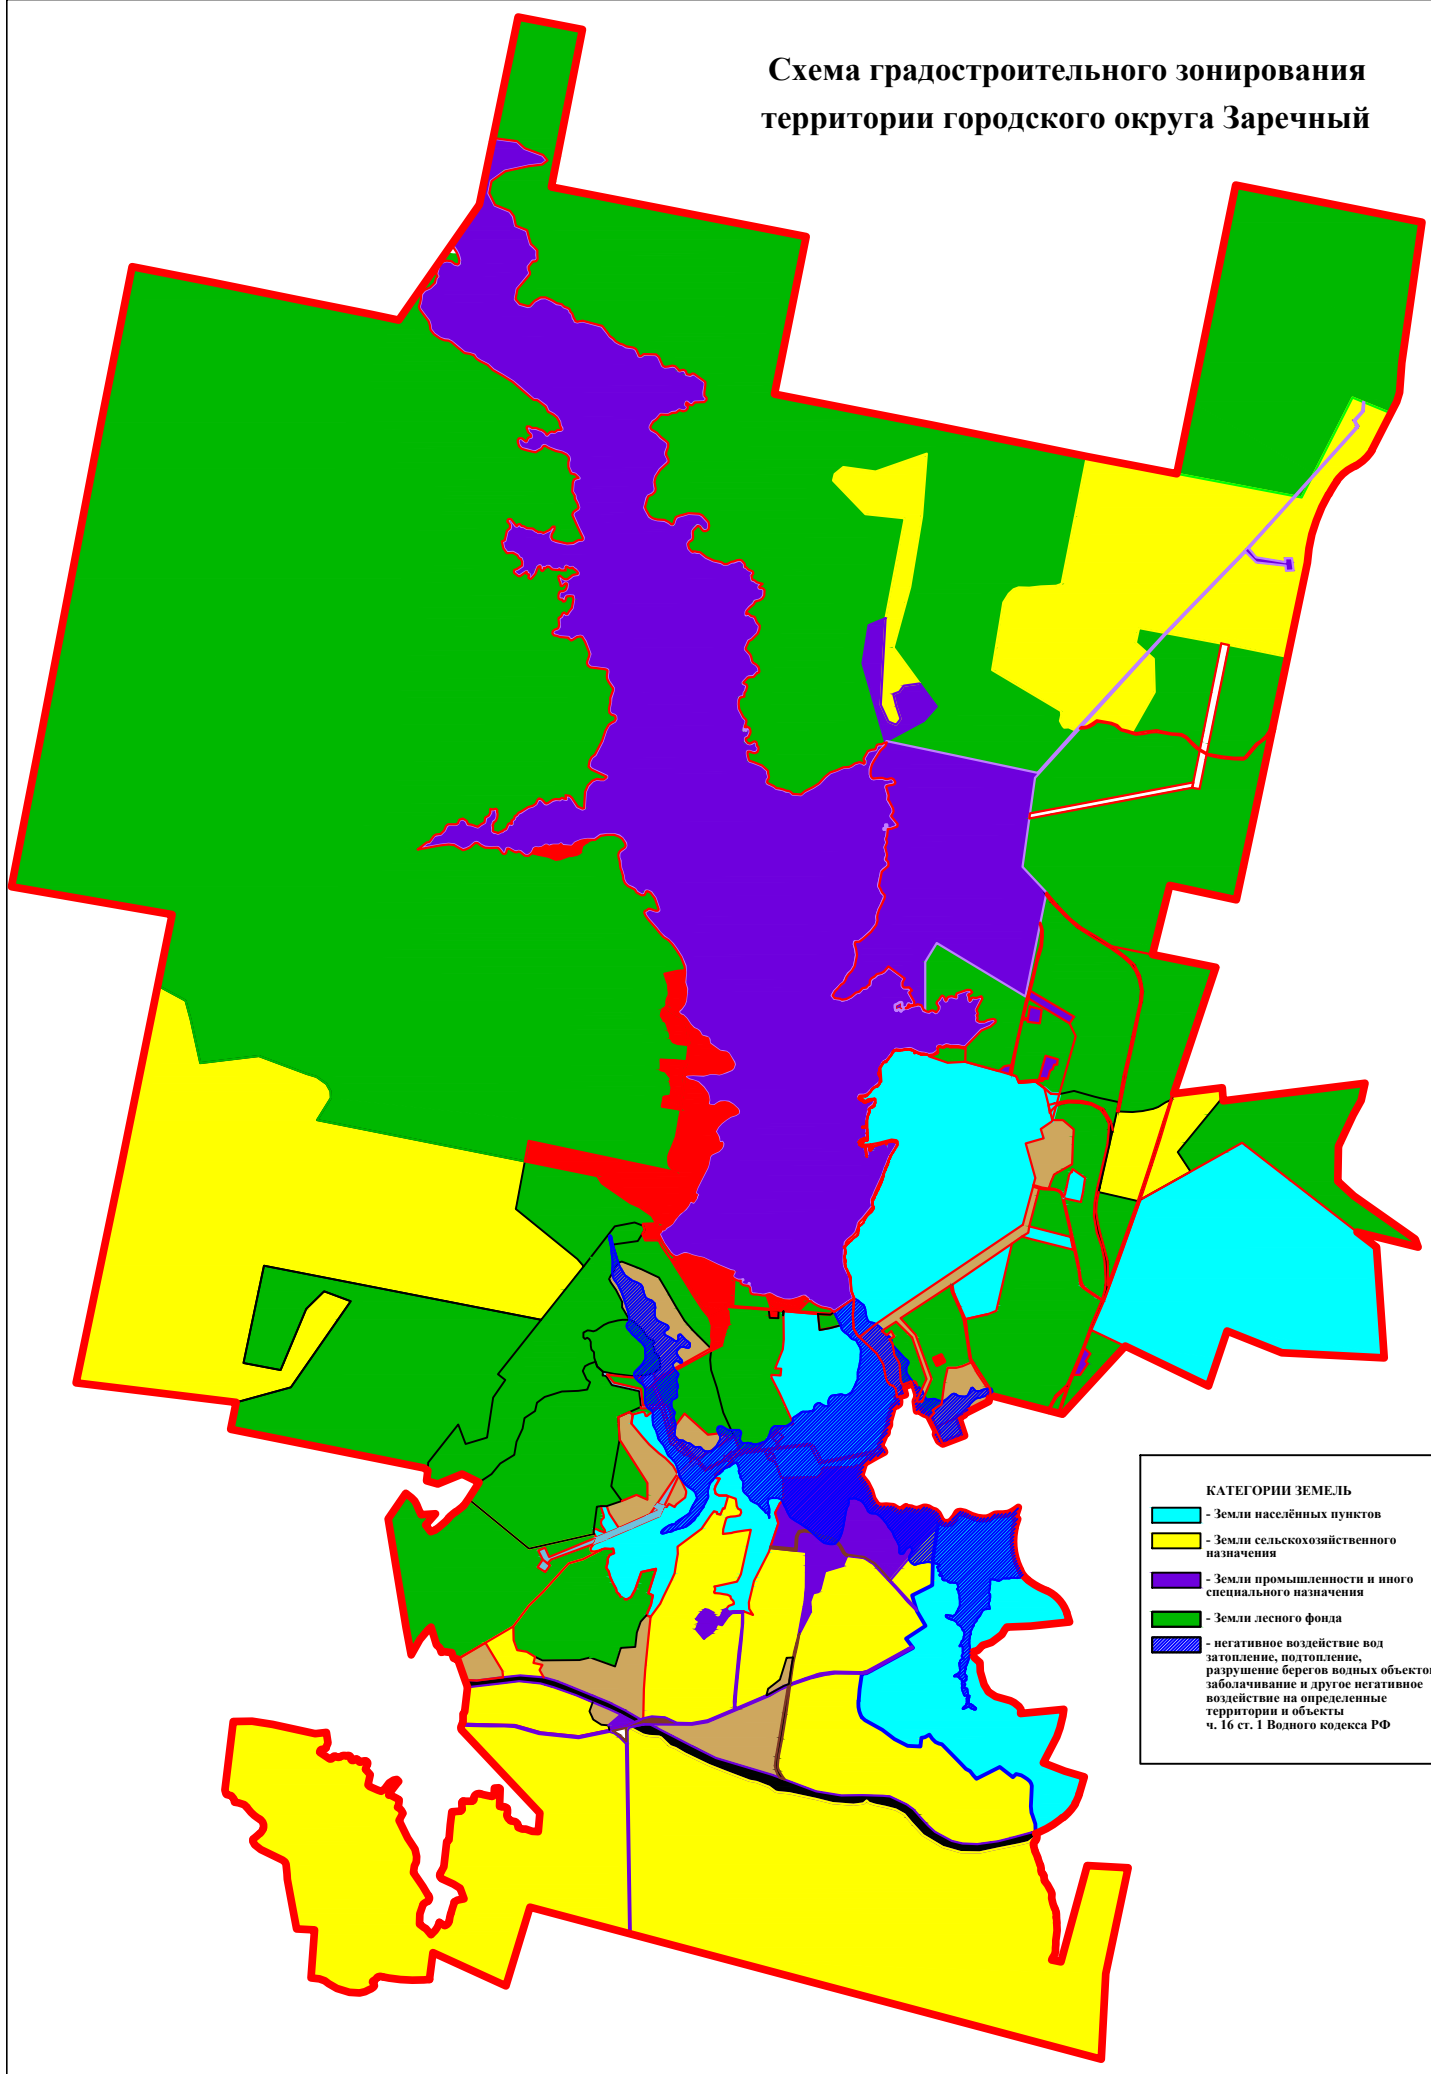 Схема градостроительного зонирования
территории городского округа Заречный
КАТЕГОРИИ ЗЕМЕЛЬ
- Земли населённых пунктов
- Земли сельскохозяйственного
назначения
- Земли промышленности и иного
специального назначения
- Земли лесного фонда
- негативное воздействие вод
затопление, подтопление,
разрушение берегов водных объектов
заболачивание и другое негативное
воздействие на определенные
территории и объекты
ч. 16 ст. 1 Водного кодекса РФ